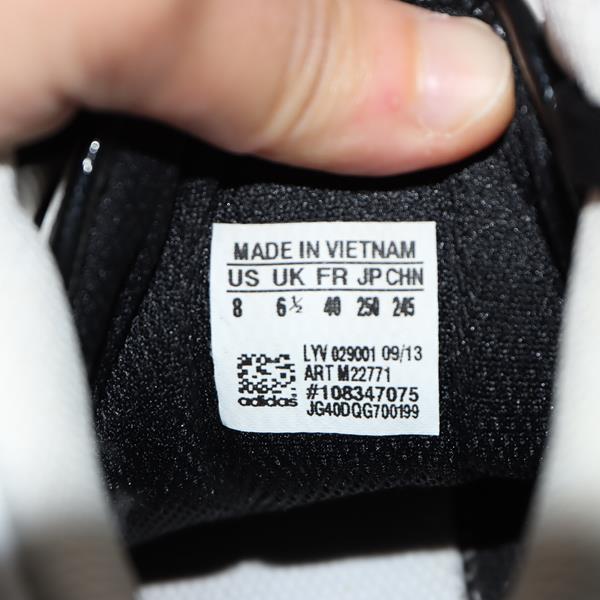 MADE IN VIETNAM
US UK FR JP CHN
8 6½ 40 250 245
LYV 029001 09/13
ART M22771
#108347075
adidas JG40DQG700199